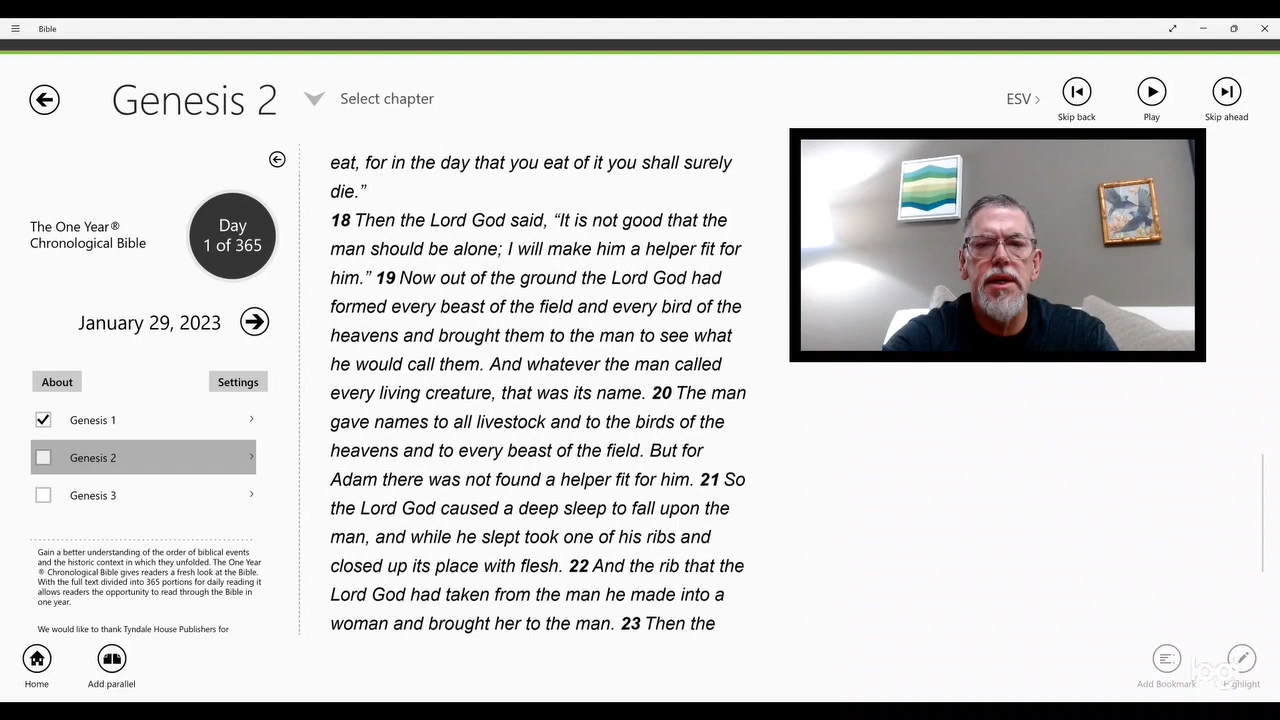 Bible
Genesis 2
Select chapter
ESV
Skip back
Play
Skip ahead
The One Year®
Chronological Bible
Day
1 of 365
January 29, 2023
About
Settings
Genesis 1
Genesis 2
Genesis 3
Gain a better understanding of the order of biblical events
and the historic context in which they unfolded. The One Year
® Chronological Bible gives readers a fresh look at the Bible.
With the full text divided into 365 portions for daily reading it
allows readers the opportunity to read through the Bible in
one year.
We would like to thank Tyndale House Publishers for
eat, for in the day that you eat of it you shall surely
die.”
18 Then the Lord God said, “It is not good that the
man should be alone; I will make him a helper fit for
him.” 19 Now out of the ground the Lord God had
formed every beast of the field and every bird of the
heavens and brought them to the man to see what
he would call them. And whatever the man called
every living creature, that was its name. 20 The man
gave names to all livestock and to the birds of the
heavens and to every beast of the field. But for
Adam there was not found a helper fit for him. 21 So
the Lord God caused a deep sleep to fall upon the
man, and while he slept took one of his ribs and
closed up its place with flesh. 22 And the rib that the
Lord God had taken from the man he made into a
woman and brought her to the man. 23 Then the
Home
Add parallel
Add Bookmark
Highlight
logi